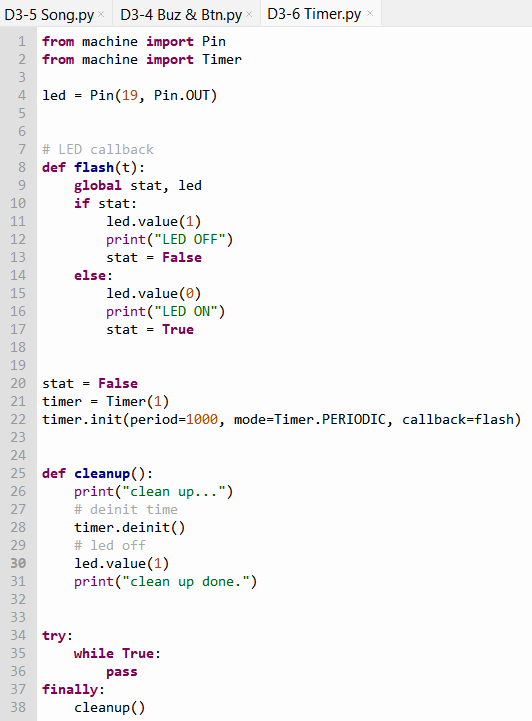 D3-5 Song.py × D3-4 Buz & Btn.py × D3-6 Timer.py ×
1 from machine import Pin
2 from machine import Timer
3
4 led = Pin(19, Pin.OUT)
5
6
7 # LED callback
8 def flash(t):
9     global stat, led
10     if stat:
11         led.value(1)
12         print("LED OFF")
13         stat = False
14     else:
15         led.value(0)
16         print("LED ON")
17         stat = True
18
19
20 stat = False
21 timer = Timer(1)
22 timer.init(period=1000, mode=Timer.PERIODIC, callback=flash)
23
24
25 def cleanup():
26     print("clean up...")
27     # deinit time
28     timer.deinit()
29     # led off
30     led.value(1)
31     print("clean up done.")
32
33
34 try:
35     while True:
36         pass
37 finally:
38     cleanup()